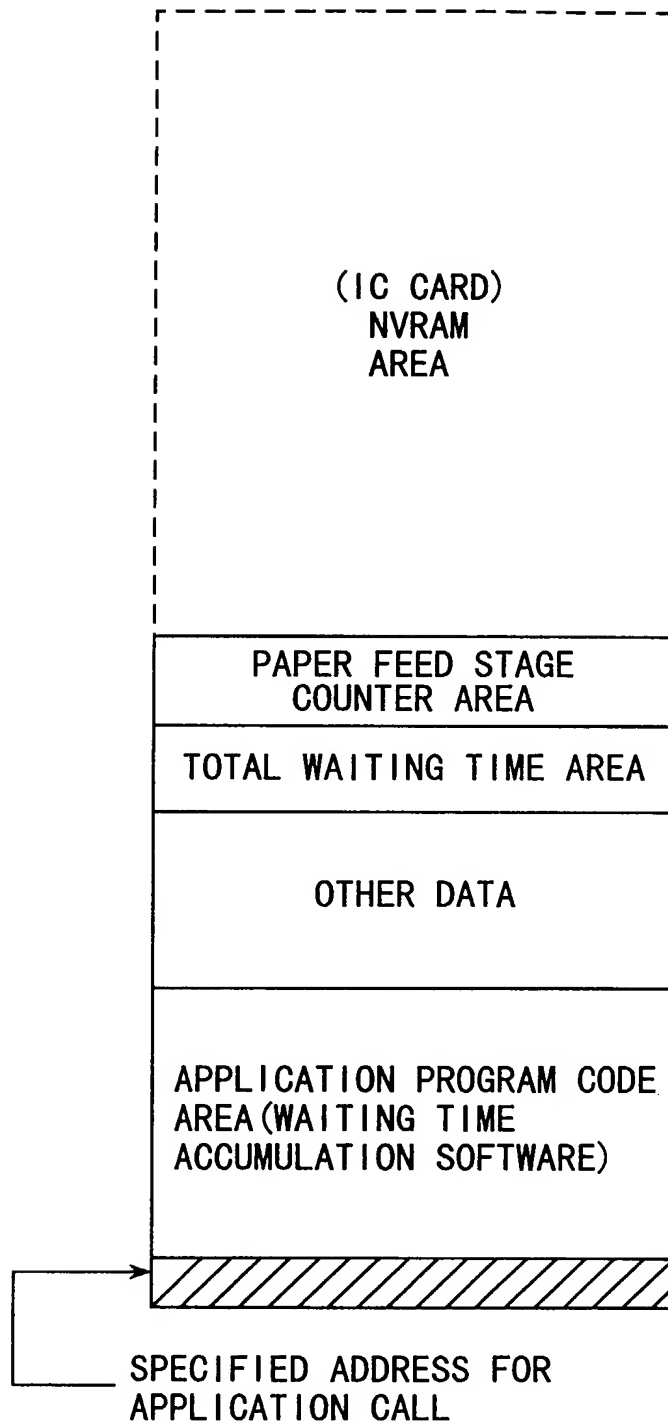 (IC CARD)
NVRAM
AREA
PAPER FEED STAGE
COUNTER AREA
TOTAL WAITING TIME AREA
OTHER DATA
APPLICATION PROGRAM CODE
AREA(WAITING TIME
ACCUMULATION SOFTWARE)
SPECIFIED ADDRESS FOR
APPLICATION CALL